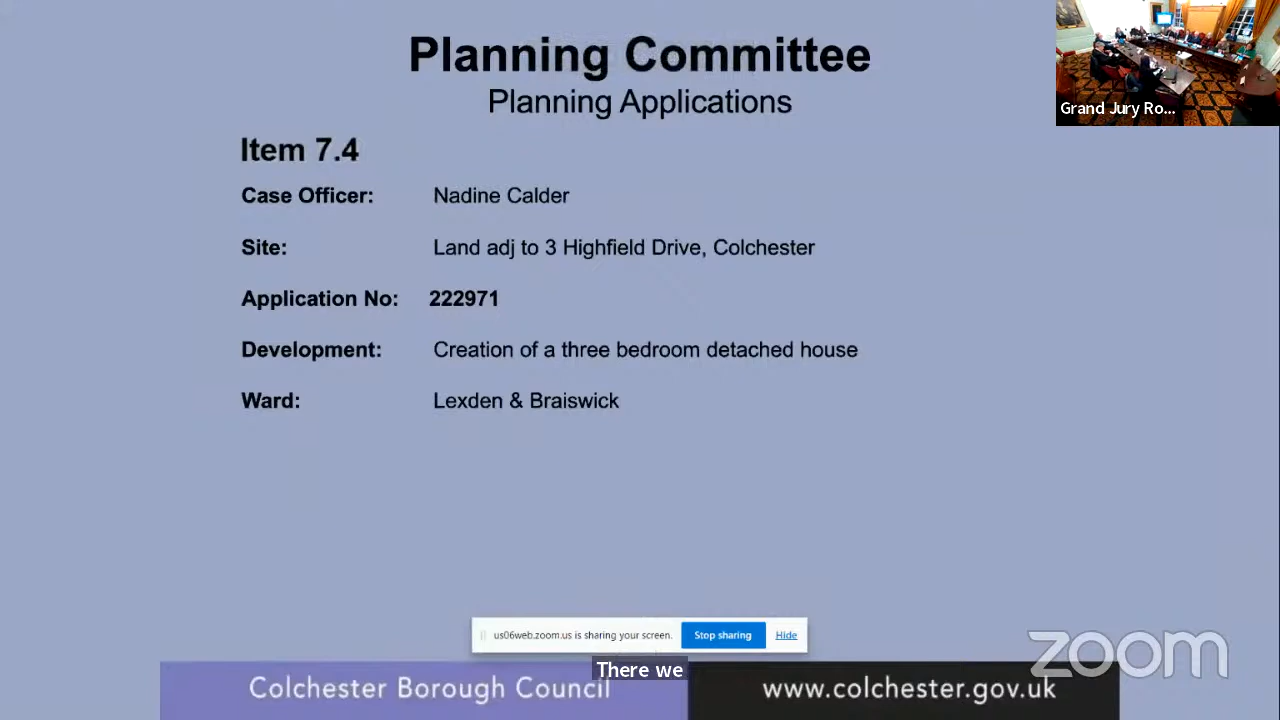 Planning Committee
Planning Applications
Grand Jury Ro...
Item 7.4
Case Officer: Nadine Calder
Site: Land adj to 3 Highfield Drive, Colchester
Application No: 222971
Development: Creation of a three bedroom detached house
Ward: Lexden & Braiswick
us06web.zoom.us is sharing your screen. Stop sharing Hide
zoom
There we
Colchester Borough Council www.colchester.gov.uk